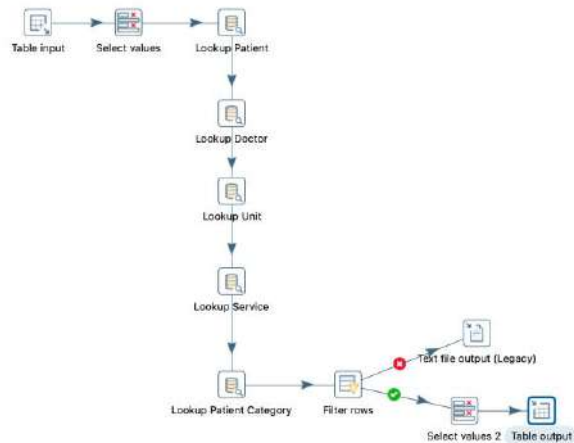 Table input
Select values
Lookup Patient
Lookup Doctor
Lookup Unit
Lookup Service
Lookup Patient Category
Filter rows
Text file output (Legacy)
Select values 2
Table output